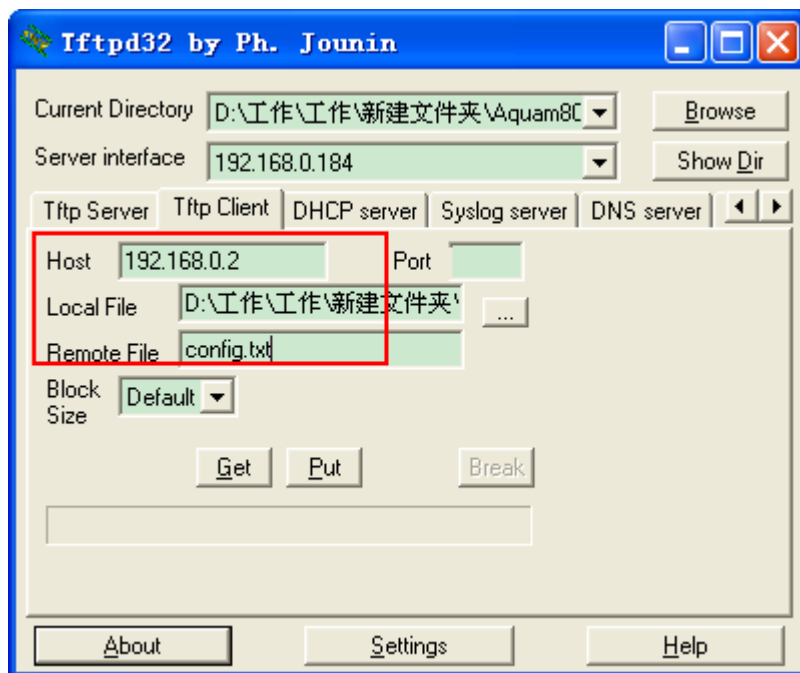 Tftpd32 by Ph. Jounin
Current Directory D:\工作\工作\新建文件夹\Aquam80 Browse
Server interface 192.168.0.184 Show Dir
Tftp Server Tftp Client DHCP server Syslog server DNS server
Host 192.168.0.2 Port
Local File D:\工作\工作\新建文件夹\ ...
Remote File config.txt
Block Size Default
Get Put Break
About Settings Help